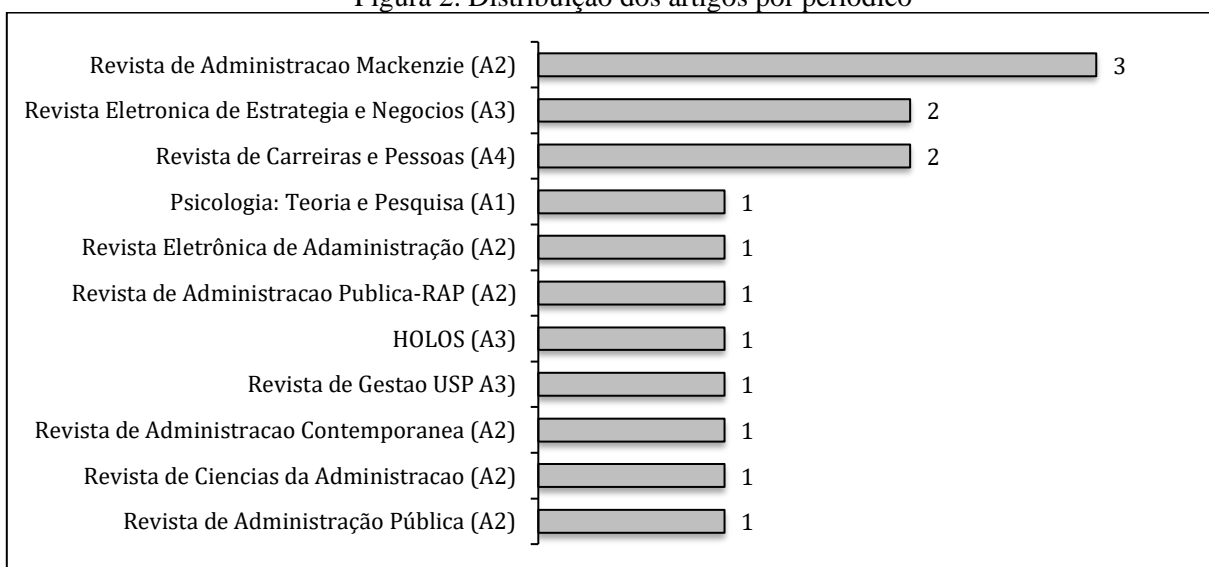 Figura 2: Distribuição dos artigos por periódico
Revista de Administracao Mackenzie (A2) 3
Revista Eletronica de Estrategia e Negocios (A3) 2
Revista de Carreiras e Pessoas (A4) 2
Psicologia: Teoria e Pesquisa (A1) 1
Revista Eletrônica de Adaministração (A2) 1
Revista de Administracao Publica-RAP (A2) 1
HOLOS (A3) 1
Revista de Gestao USP A3) 1
Revista de Administracao Contemporanea (A2) 1
Revista de Ciencias da Administracao (A2) 1
Revista de Administração Pública (A2) 1